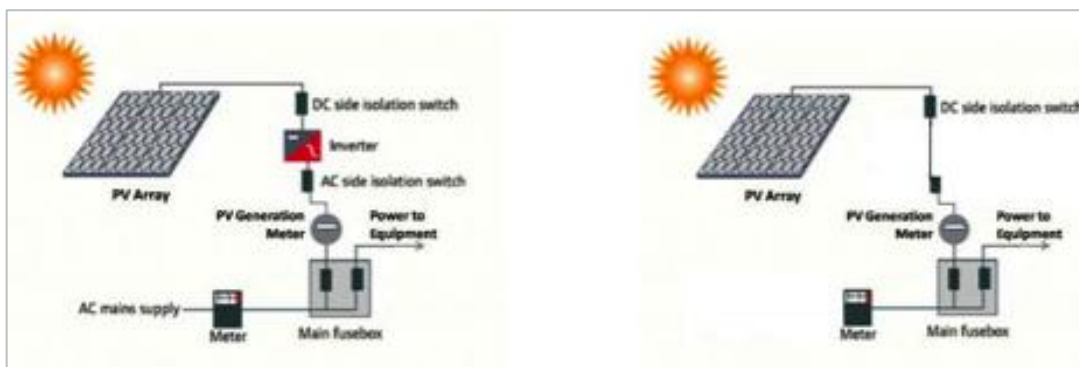 DC side isolation switch
Inverter
AC side isolation switch
PV Array
PV Generation
Meter
Power to
Equipment
AC mains supply
Meter
Main fusebox
DC side isolation switch
PV Array
PV Generation
Meter
Power to
Equipment
Meter
Main fusebox